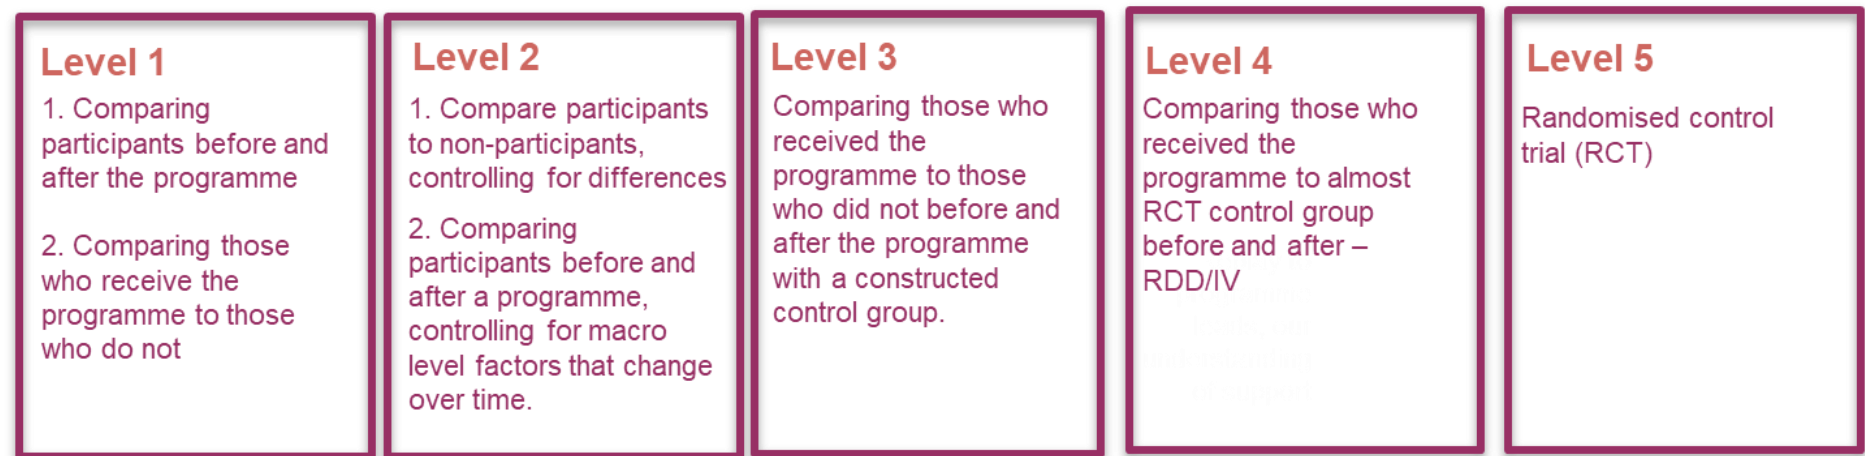 Level 1
1. Comparing
participants before and
after the programme
2. Comparing those
who receive the
programme to those
who do not
Level 2
1. Compare participants
to non-participants,
controlling for differences
2. Comparing
participants before and
after a programme,
controlling for macro
level factors that change
over time.
Level 3
Comparing those who
received the
programme to those
who did not before and
after the programme
with a constructed
control group.
Level 4
Comparing those who
received the
programme to almost
RCT control group
before and after –
RDD/IV
Level 5
Randomised control
trial (RCT)